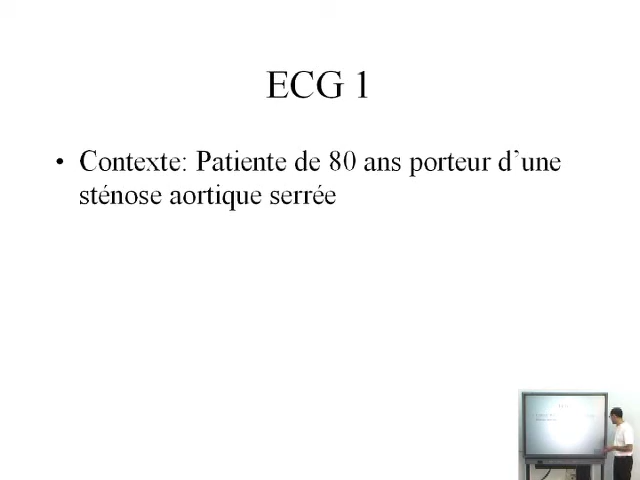 ECG 1
• Contexte: Patiente de 80 ans porteur d’une
sténose aortique serrée